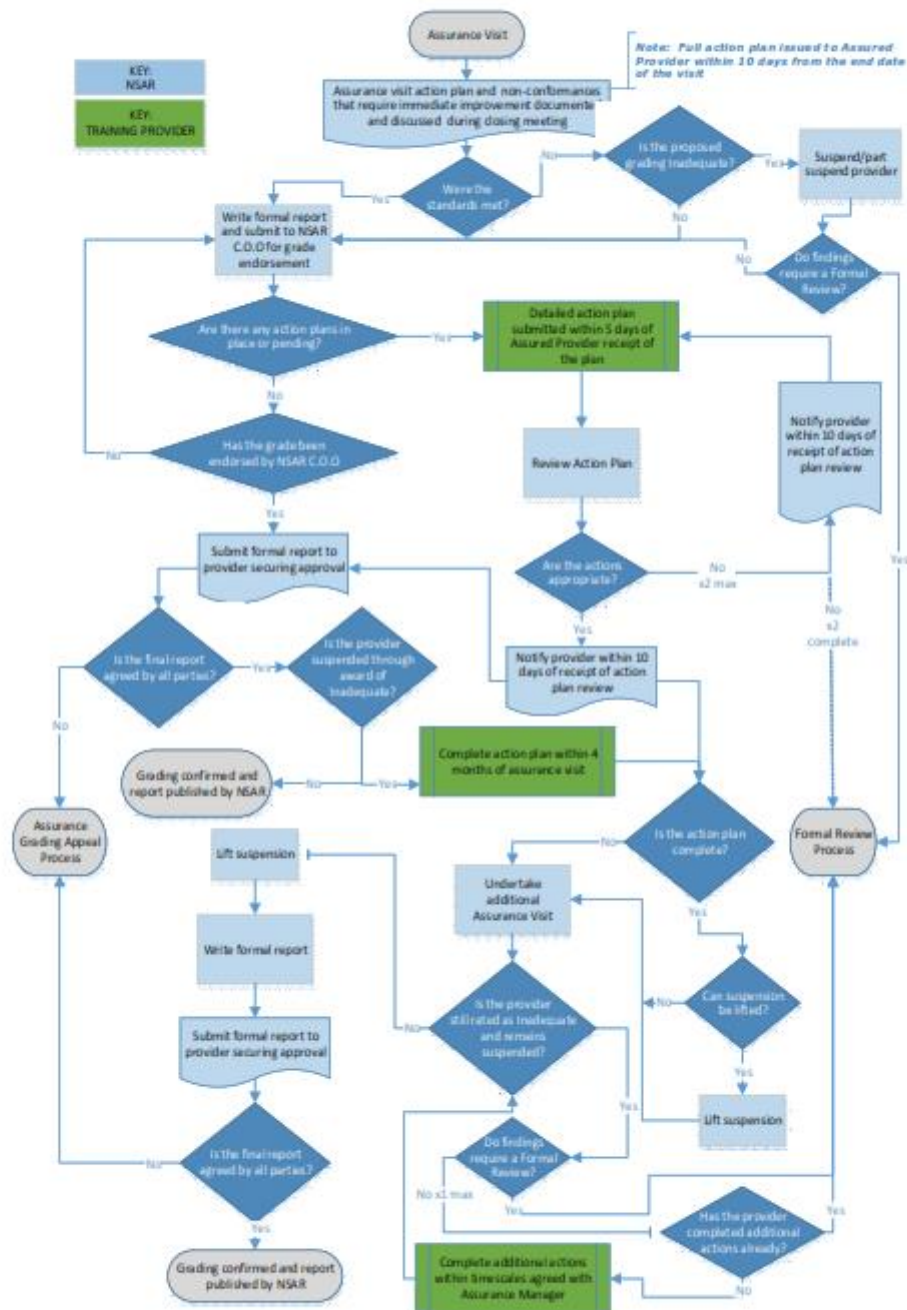 Assurance Visit
Note: Full action plan issued to Assured
Provider within 10 days from the end date
of the visit
KEY:
NSAR
KEY:
TRAINING PROVIDER
Assurance visit action plan and non-conformances
that require immediate improvement documente
and discussed during closing meeting
Is the proposed
grading Inadequate?
No
Yes
Suspend/part
suspend provider
Were the
standards met?
Yes
No
Write formal report
and submit to NSAR
C.O.O for grade
endorsement
No
Do findings
require a Formal
Review?
Are there any action plans in
place or pending?
Yes
Detailed action plan
submitted within 5 days of
Assured Provider receipt of
the plan
No
Notify provider
within 10 days of
receipt of action
plan review
Has the grade been
endorsed by NSAR C.O.O
No
Review Action Plan
Yes
Submit formal report to
provider securing approval
Are the actions
appropriate?
No
x2 max
Yes
No
x2
complete
Yes
Is the final report
agreed by all parties?
Yes
Is the provider
suspended through
award of
Inadequate?
Notify provider within 10
days of receipt of action
plan review
No
Complete action plan within 4
months of assurance visit
Grading confirmed and
report published by NSAR
No
Yes
Assurance
Grading Appeal
Process
Lift suspension
Is the action plan
complete?
No
Formal Review
Process
Undertake
additional
Assurance Visit
Yes
Write formal report
Is the provider
still rated as Inadequate
and remains
suspended?
No
Can suspension
be lifted?
No
Submit formal report to
provider securing approval
Yes
Yes
Lift suspension
Is the final report
agreed by all parties?
No
Do findings
require a Formal
Review?
No x1 max
Yes
Has the provider
completed additional
actions already?
Yes
Yes
Grading confirmed and report
published by NSAR
Complete additional actions
within timescales agreed with
Assurance Manager
No